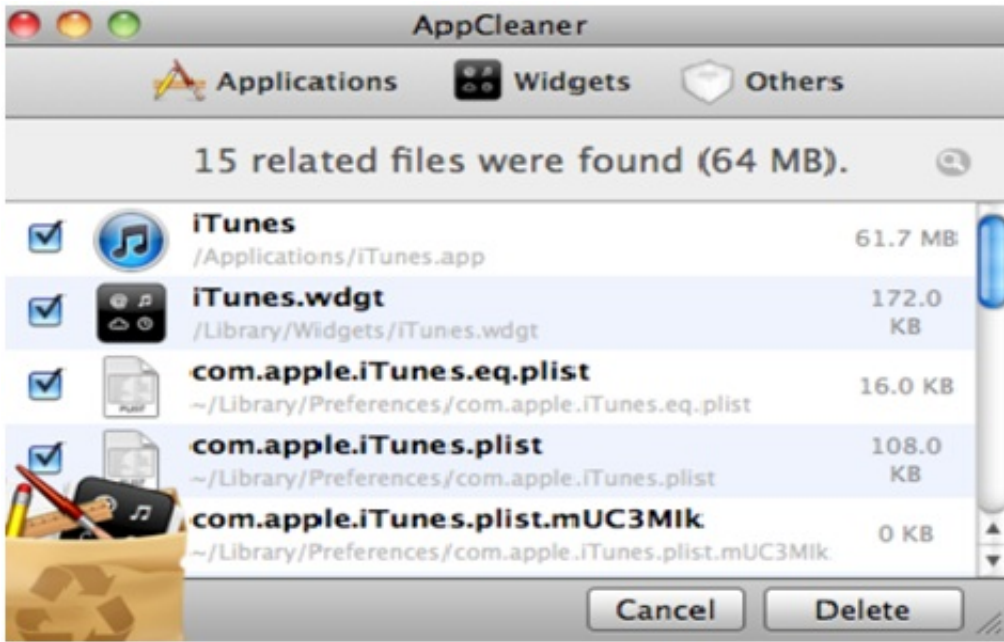 AppCleaner
Applications Widgets Others
15 related files were found (64 MB).
iTunes
/Applications/iTunes.app
61.7 MB
iTunes.wdgt
/Library/Widgets/iTunes.wdgt
172.0
KB
com.apple.iTunes.eq.plist
~/Library/Preferences/com.apple.iTunes.eq.plist
16.0 KB
PLIST
com.apple.iTunes.plist
~/Library/Preferences/com.apple.iTunes.plist
108.0
KB
com.apple.iTunes.plist.mUC3MIk
~/Library/Preferences/com.apple.iTunes.plist.mUC3MIk
0 KB
Cancel Delete